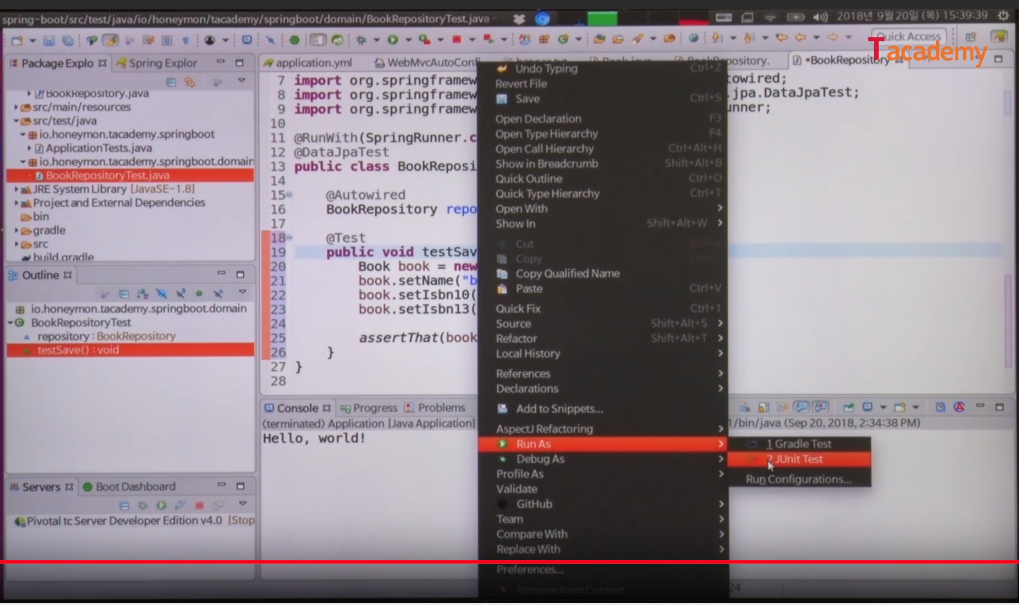 spring-boot/src/test/java/io/honeymon/tacademy/springboot/domain/BookRepositoryTest.java
2018년 9월20일 (목) 15:39:39
Quick Access
Tacademy
Package Explo
Spring Explor
BookRepository.java
src/main/resources
src/test/java
io.honeymon.tacademy.springboot
ApplicationTests.java
io.honeymon.tacademy.springboot.domain
BookRepositoryTest.java
JRE System Library [JavaSE-1.8]
Project and External Dependencies
bin
gradle
src
build.gradle
Outline
io.honeymon.tacademy.springboot.domain
BookRepositoryTest
repository : BookRepository
testSave() : void
Servers
Boot Dashboard
Pivotal tc Server Developer Edition v4.0 [Stop
application.yml
WebMvcAutoConf
*BookRepository
7 import org.springframew
owired;
8 import org.springframew
.jpa.DataJpaTest;
9 import org.springframew
unner;
10
11 @RunWith(SpringRunner.c
12 @DataJpaTest
13 public class BookReposi
14
15 @Autowired
16 BookRepository repo
17
18 @Test
19 public void testSav
20 Book book = new
21 book.setName("b
22 book.setIsbn10(
23 book.setIsbn13(
24
25 assertThat(book
26 }
27 }
28
Console
Progress
Problems
(terminated) Application [Java Application]
1/bin/java (Sep 20, 2018, 2:34:38 PM)
Hello, world!
Undo Typing Ctrl+Z
Revert File
Save Ctrl+S
Open Declaration F3
Open Type Hierarchy F4
Open Call Hierarchy Ctrl+Alt+H
Show in Breadcrumb Shift+Alt+B
Quick Outline Ctrl+O
Quick Type Hierarchy Ctrl+T
Open With
Show In Shift+Alt+W
Cut
Copy
Copy Qualified Name
Paste Ctrl+V
Quick Fix Ctrl+1
Source Shift+Alt+S
Refactor Shift+Alt+T
Local History
References
Declarations
Add to Snippets...
AspectJ Refactoring
Run As
Debug As
Profile As
Validate
GitHub
Team
Compare With
Replace With
Preferences...
Remove from Context
1 Gradle Test
2 JUnit Test
Run Configurations...
24